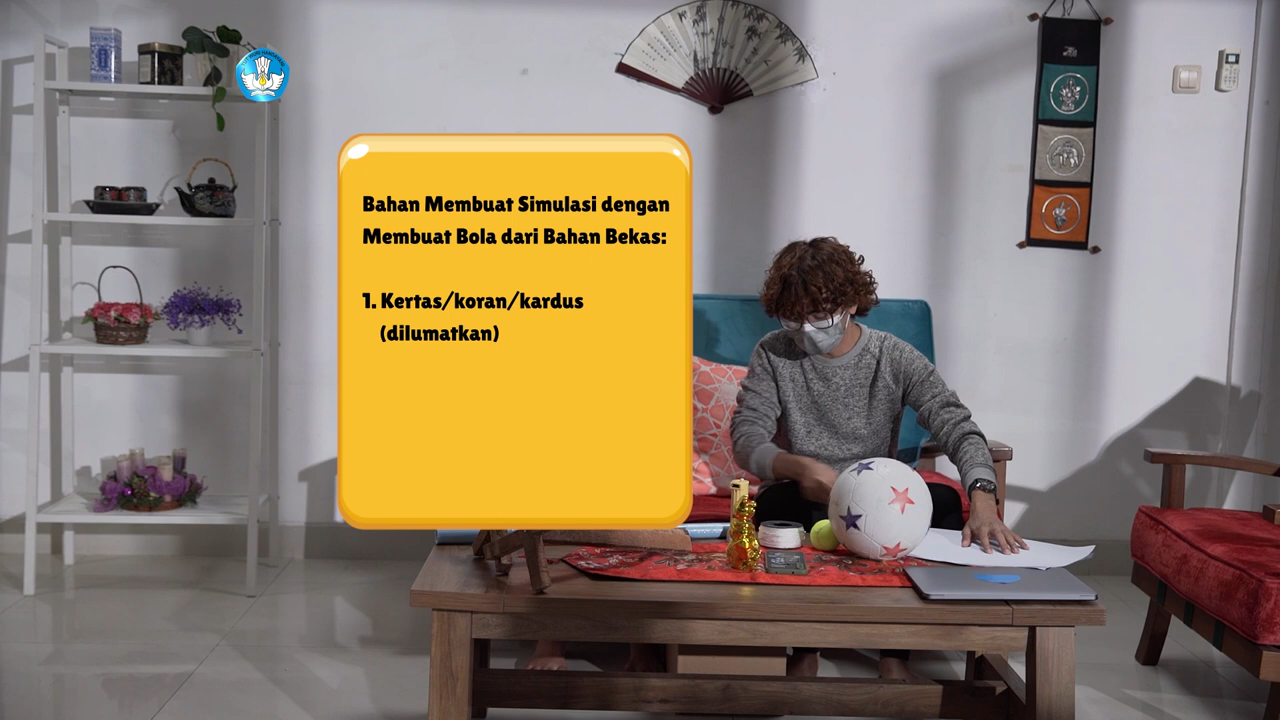 Bahan Membuat Simulasi dengan
Membuat Bola dari Bahan Bekas:
1. Kertas/koran/kardus
(dilumatkan)